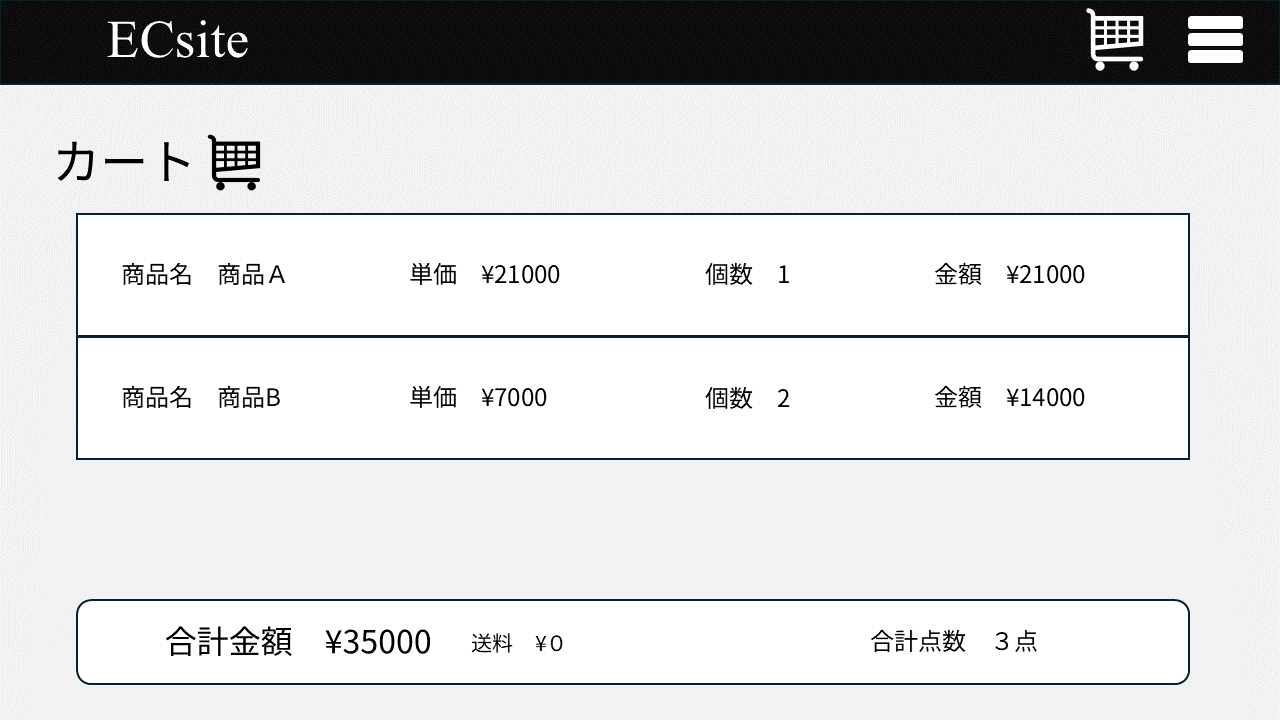 ECsite
カート
商品名　商品Ａ　単価　¥21000　個数　1　金額　¥21000
商品名　商品B　単価　¥7000　個数　2　金額　¥14000
合計金額　¥35000　送料　¥０　合計点数　３点